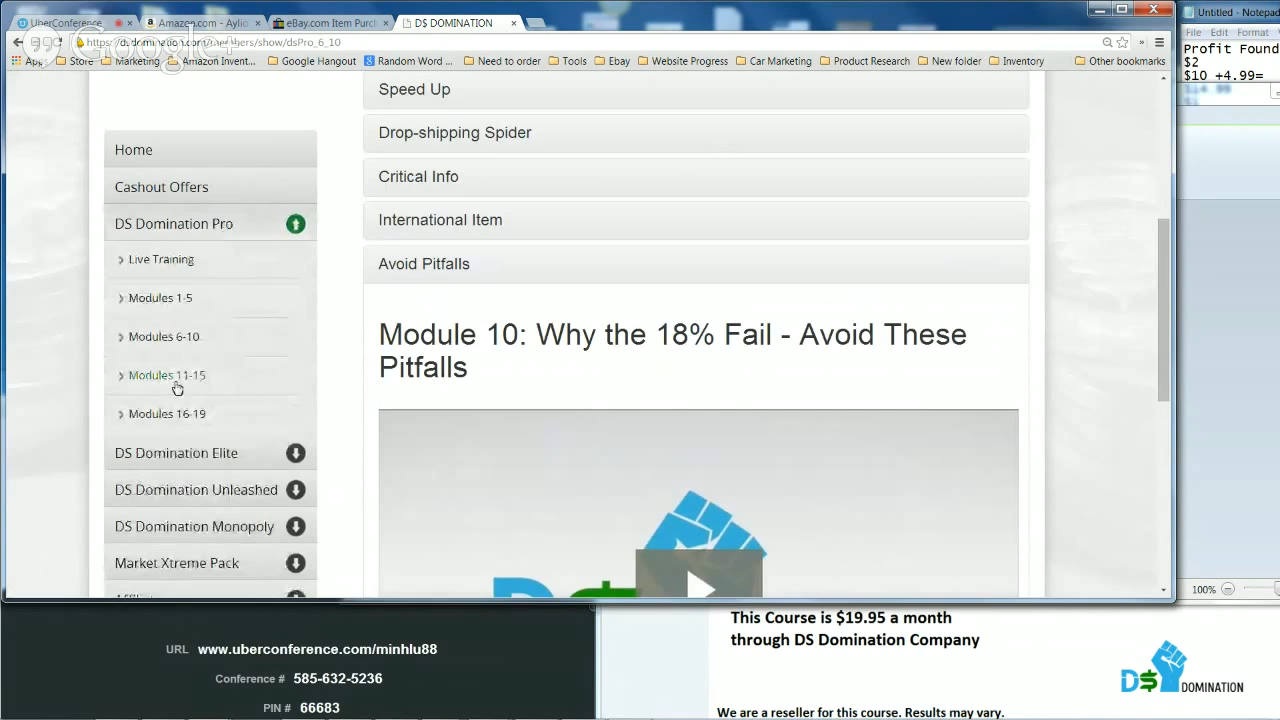 UberConference
Amazon.com - Aylio
eBay.com Item Purch
DS DOMINATION
Google+
members/show/dsPro_6_10
Apps
Store
Marketing
Amazon Invent...
Google Hangout
Random Word ...
Need to order
Tools
Ebay
Website Progress
Car Marketing
Product Research
New folder
Inventory
Other bookmarks
Untitled - Notepad
File Edit Format
Profit Found
$2
$10 +4.99=
$14.99
Speed Up
Drop-shipping Spider
Critical Info
International Item
Avoid Pitfalls
Module 10: Why the 18% Fail - Avoid These
Pitfalls
D$
Home
Cashout Offers
DS Domination Pro
Live Training
Modules 1-5
Modules 6-10
Modules 11-15
Modules 16-19
DS Domination Elite
DS Domination Unleashed
DS Domination Monopoly
Market Xtreme Pack
100%
URL www.uberconference.com/minhlu88
Conference # 585-632-5236
PIN # 66683
This Course is $19.95 a month
through DS Domination Company
D$ DOMINATION
We are a reseller for this course. Results may vary.